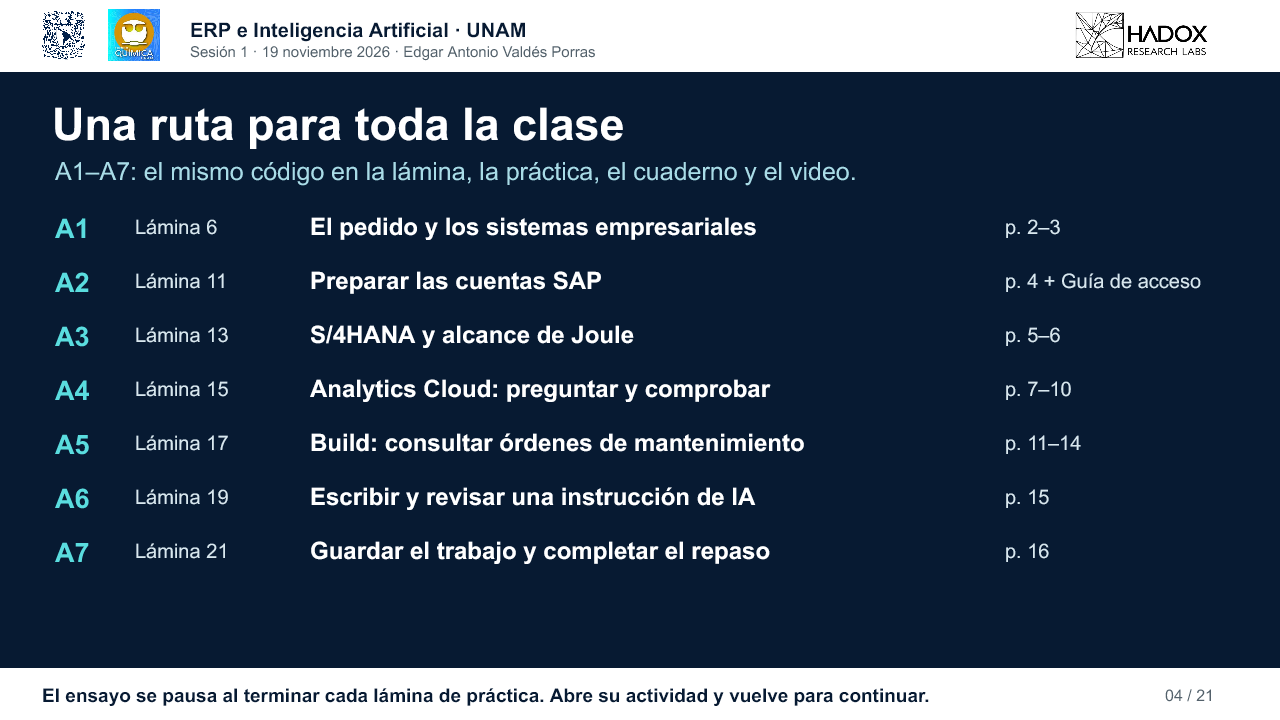 ERP e Inteligencia Artificial · UNAM
Sesión 1 · 19 noviembre 2026 · Edgar Antonio Valdés Porras
QUÍMICA
HADOX
RESEARCH LABS
Una ruta para toda la clase
A1–A7: el mismo código en la lámina, la práctica, el cuaderno y el video.
A1 Lámina 6 El pedido y los sistemas empresariales p. 2–3
A2 Lámina 11 Preparar las cuentas SAP p. 4 + Guía de acceso
A3 Lámina 13 S/4HANA y alcance de Joule p. 5–6
A4 Lámina 15 Analytics Cloud: preguntar y comprobar p. 7–10
A5 Lámina 17 Build: consultar órdenes de mantenimiento p. 11–14
A6 Lámina 19 Escribir y revisar una instrucción de IA p. 15
A7 Lámina 21 Guardar el trabajo y completar el repaso p. 16
El ensayo se pausa al terminar cada lámina de práctica. Abre su actividad y vuelve para continuar.
04 / 21